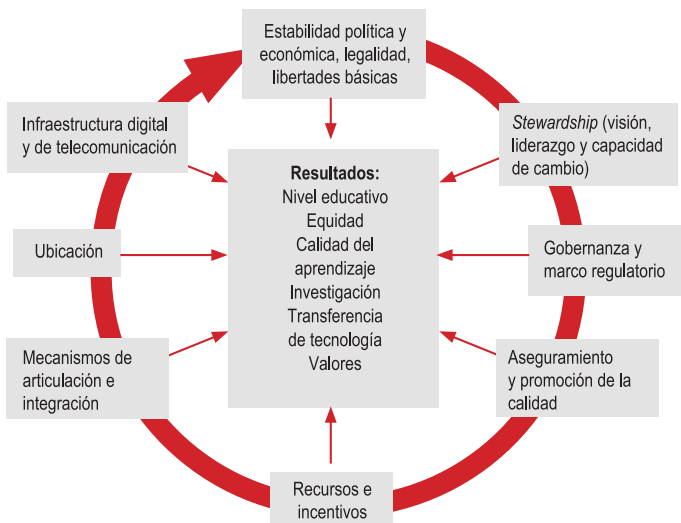 Estabilidad política y
económica, legalidad,
libertades básicas
Stewardship (visión,
liderazgo y capacidad
de cambio)
Gobernanza y
marco regulatorio
Aseguramiento
y promoción de la
calidad
Recursos e
incentivos
Mecanismos de
articulación e
integración
Ubicación
Infraestructura digital
y de telecomunicación
Resultados:
Nivel educativo
Equidad
Calidad del
aprendizaje
Investigación
Transferencia
de tecnología
Valores